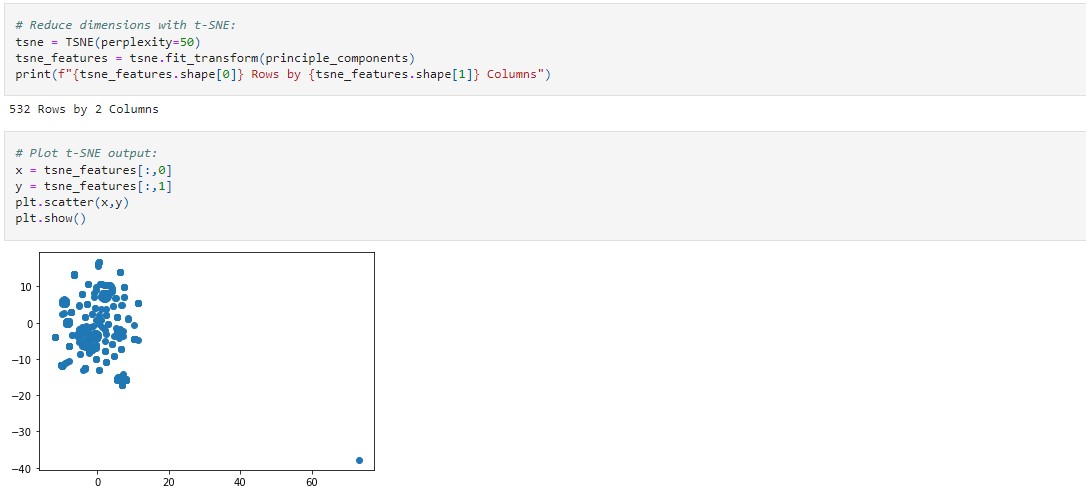 # Reduce dimensions with t-SNE:
tsne = TSNE(perplexity=50)
tsne_features = tsne.fit_transform(principle_components)
print(f"{tsne_features.shape[0]} Rows by {tsne_features.shape[1]} Columns")
532 Rows by 2 Columns
# Plot t-SNE output:
x = tsne_features[:,0]
y = tsne_features[:,1]
plt.scatter(x,y)
plt.show()
10
0
−10
−20
−30
−40
0 20 40 60